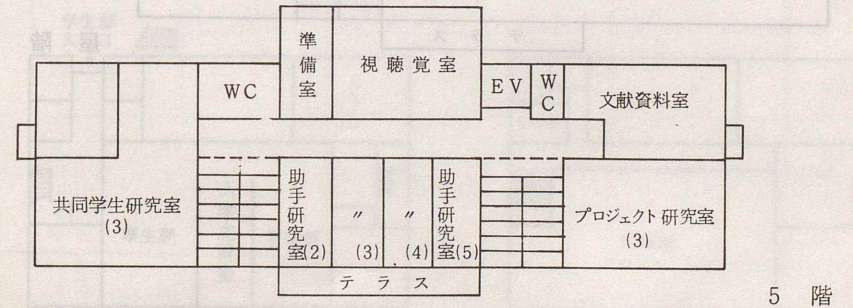 準備室
視聴覚室
WC
EV
WC
文献資料室
共同学生研究室
(3)
助手研究室(2)
〃
(3)
〃
(4)
助手研究室(5)
プロジェクト研究室
(3)
テラス
5 階